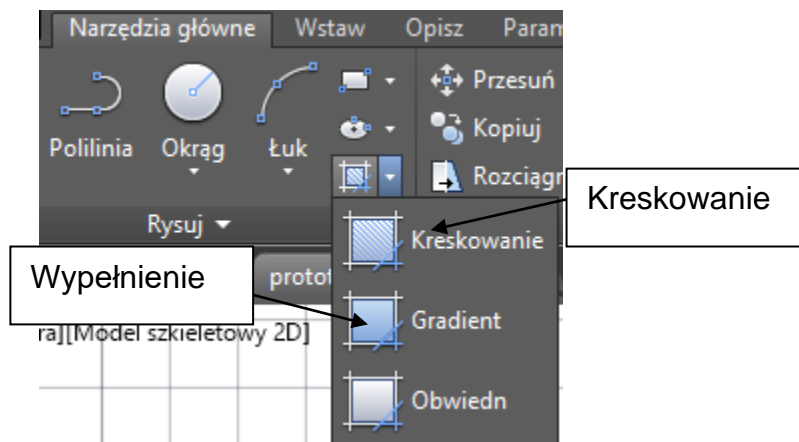 Narzędzia główne Wstaw Opisz Param
Przesuń
Kopiuj
Polilinia Okrąg Łuk
Rozciągn
Kreskowanie
Rysuj
Kreskowanie
Wypełnienie
protot
Gradient
ra][Model szkieletowy 2D]
Obwiedn